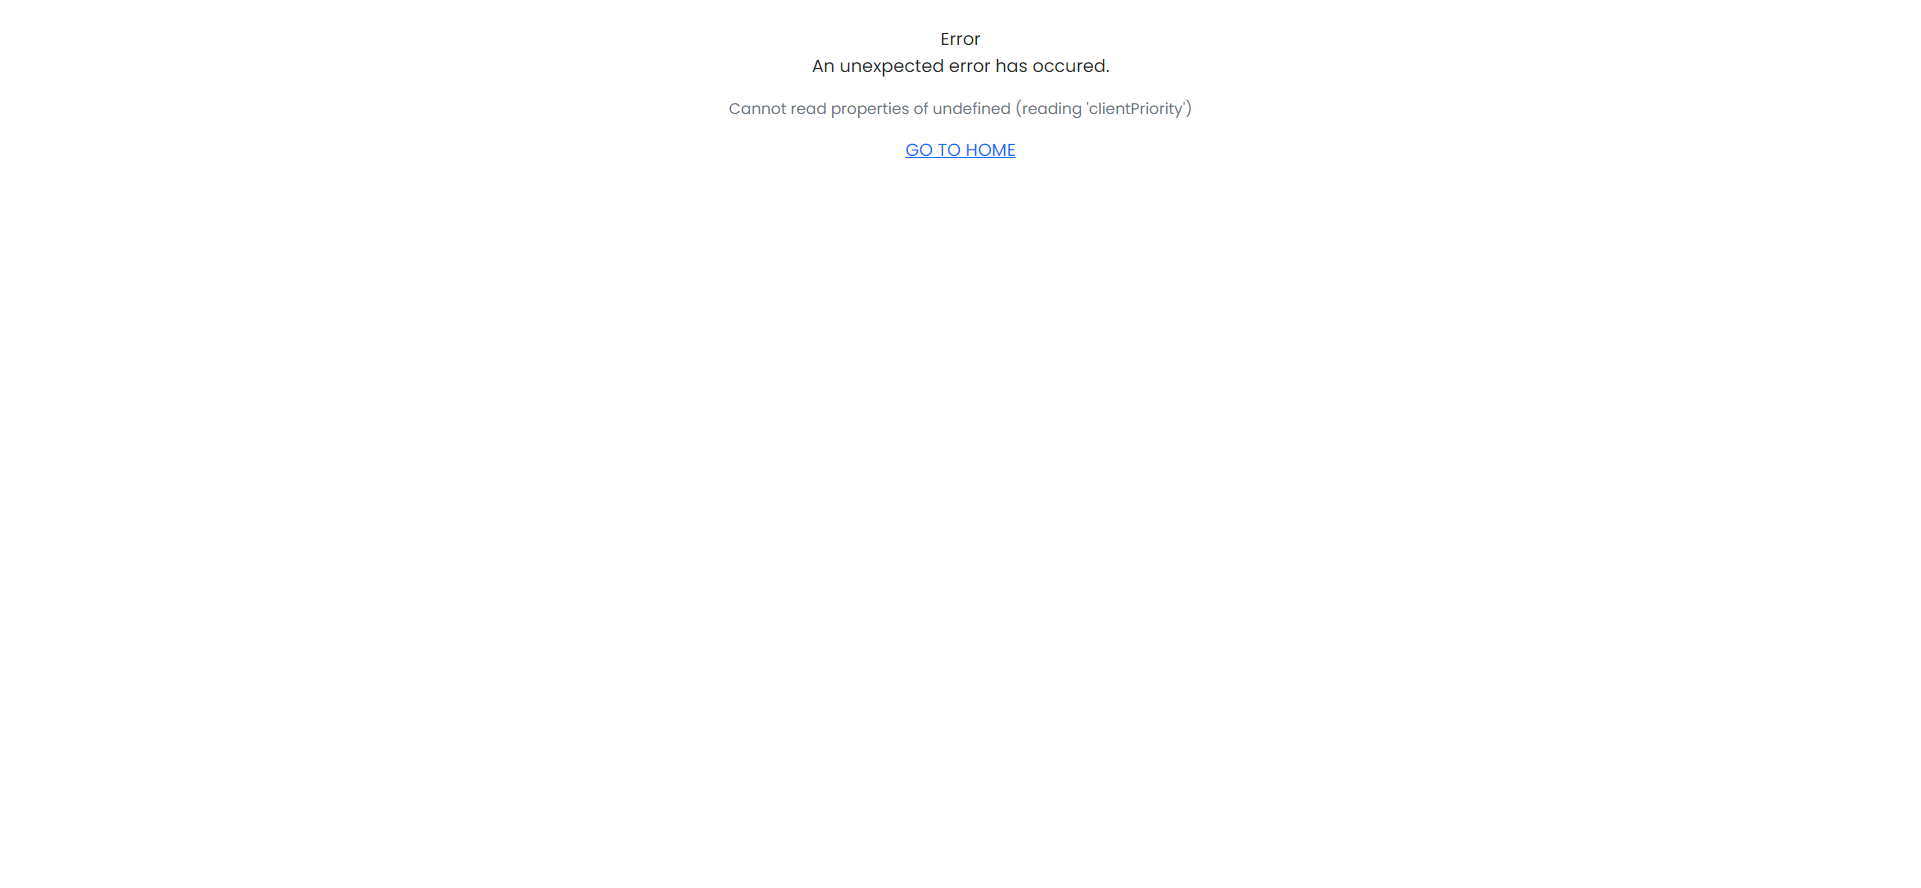 Error
An unexpected error has occured.
Cannot read properties of undefined (reading 'clientPriority')
GO TO HOME